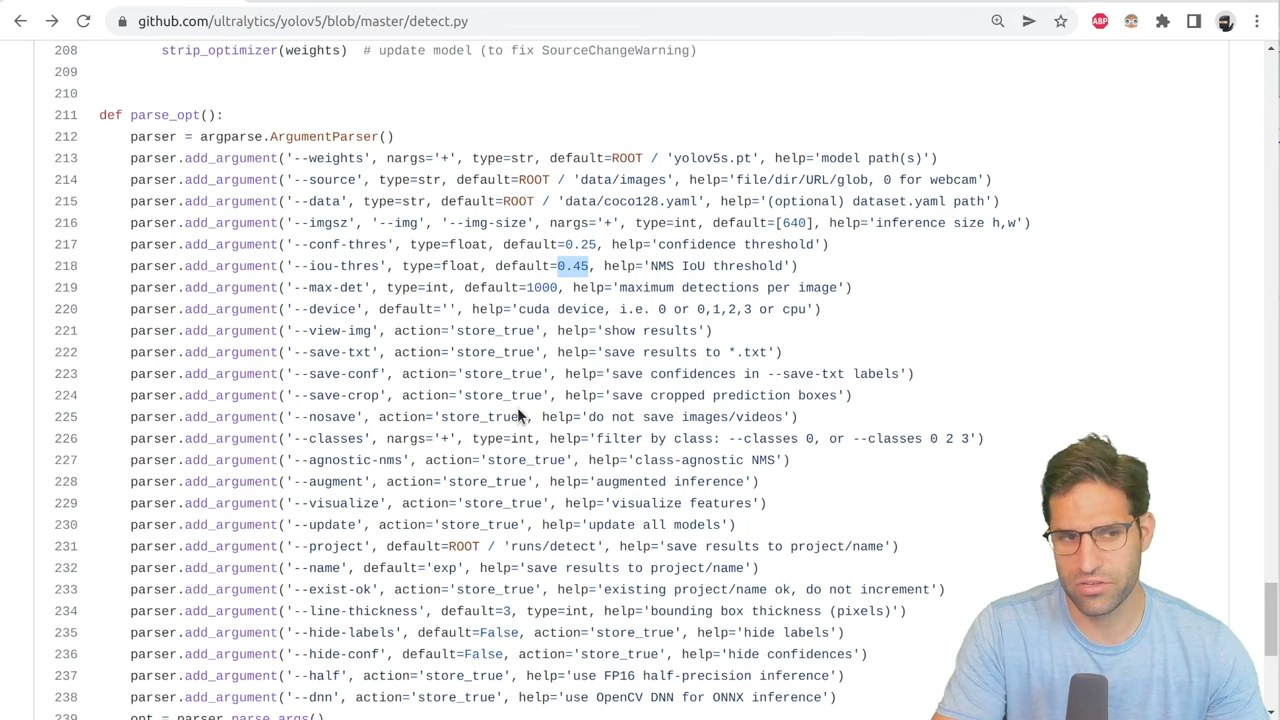 github.com/ultralytics/yolov5/blob/master/detect.py
ABP
208 strip_optimizer(weights)  # update model (to fix SourceChangeWarning)
209
210
211 def parse_opt():
212 parser = argparse.ArgumentParser()
213 parser.add_argument('--weights', nargs='+', type=str, default=ROOT / 'yolov5s.pt', help='model path(s)')
214 parser.add_argument('--source', type=str, default=ROOT / 'data/images', help='file/dir/URL/glob, 0 for webcam')
215 parser.add_argument('--data', type=str, default=ROOT / 'data/coco128.yaml', help='(optional) dataset.yaml path')
216 parser.add_argument('--imgsz', '--img', '--img-size', nargs='+', type=int, default=[640], help='inference size h,w')
217 parser.add_argument('--conf-thres', type=float, default=0.25, help='confidence threshold')
218 parser.add_argument('--iou-thres', type=float, default=0.45, help='NMS IoU threshold')
219 parser.add_argument('--max-det', type=int, default=1000, help='maximum detections per image')
220 parser.add_argument('--device', default='', help='cuda device, i.e. 0 or 0,1,2,3 or cpu')
221 parser.add_argument('--view-img', action='store_true', help='show results')
222 parser.add_argument('--save-txt', action='store_true', help='save results to *.txt')
223 parser.add_argument('--save-conf', action='store_true', help='save confidences in --save-txt labels')
224 parser.add_argument('--save-crop', action='store_true', help='save cropped prediction boxes')
225 parser.add_argument('--nosave', action='store_true', help='do not save images/videos')
226 parser.add_argument('--classes', nargs='+', type=int, help='filter by class: --classes 0, or --classes 0 2 3')
227 parser.add_argument('--agnostic-nms', action='store_true', help='class-agnostic NMS')
228 parser.add_argument('--augment', action='store_true', help='augmented inference')
229 parser.add_argument('--visualize', action='store_true', help='visualize features')
230 parser.add_argument('--update', action='store_true', help='update all models')
231 parser.add_argument('--project', default=ROOT / 'runs/detect', help='save results to project/name')
232 parser.add_argument('--name', default='exp', help='save results to project/name')
233 parser.add_argument('--exist-ok', action='store_true', help='existing project/name ok, do not increment')
234 parser.add_argument('--line-thickness', default=3, type=int, help='bounding box thickness (pixels)')
235 parser.add_argument('--hide-labels', default=False, action='store_true', help='hide labels')
236 parser.add_argument('--hide-conf', default=False, action='store_true', help='hide confidences')
237 parser.add_argument('--half', action='store_true', help='use FP16 half-precision inference')
238 parser.add_argument('--dnn', action='store_true', help='use OpenCV DNN for ONNX inference')
239 opt = parser.parse_args()